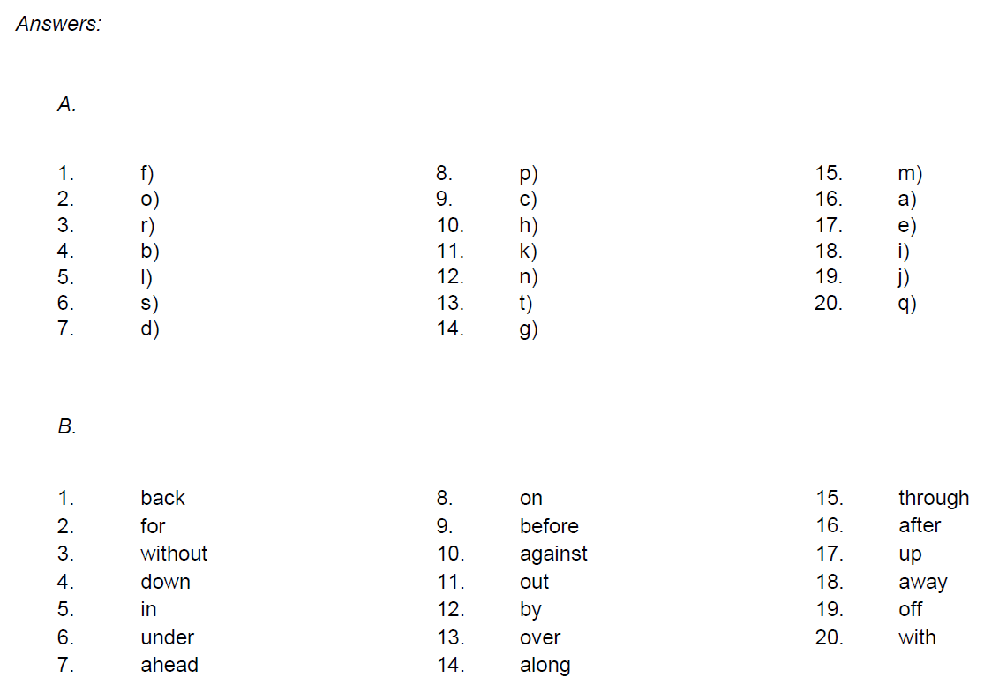 Answers:
A.
1. f) 8. p) 15. m)
2. o) 9. c) 16. a)
3. r) 10. h) 17. e)
4. b) 11. k) 18. i)
5. l) 12. n) 19. j)
6. s) 13. t) 20. q)
7. d) 14. g)
B.
1. back 8. on 15. through
2. for 9. before 16. after
3. without 10. against 17. up
4. down 11. out 18. away
5. in 12. by 19. off
6. under 13. over 20. with
7. ahead 14. along